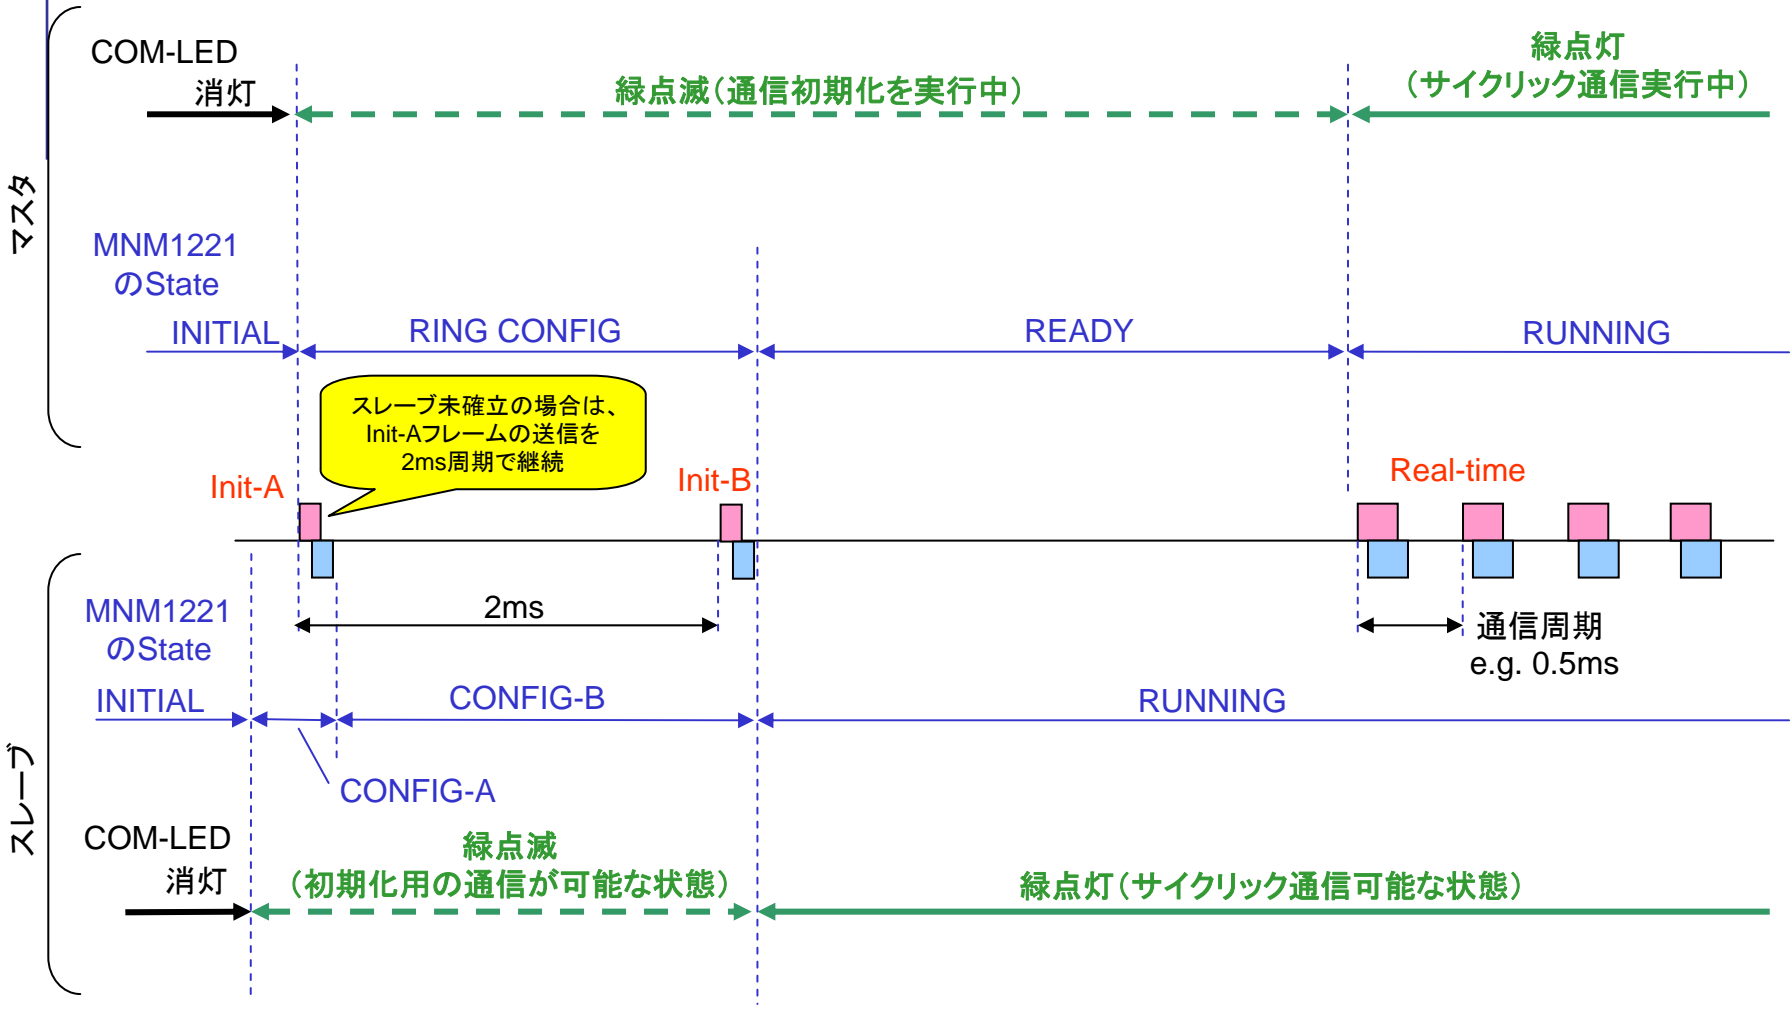 マスタ
COM-LED
消灯
緑点滅（通信初期化を実行中）
緑点灯
（サイクリック通信実行中）
MNM1221
のState
INITIAL
RING CONFIG
READY
RUNNING
スレーブ未確立の場合は、
Init-Aフレームの送信を
2ms周期で継続
Init-A
Init-B
Real-time
スレーブ
MNM1221
のState
2ms
通信周期
e.g. 0.5ms
INITIAL
CONFIG-B
RUNNING
CONFIG-A
COM-LED
消灯
緑点滅
（初期化用の通信が可能な状態）
緑点灯（サイクリック通信可能な状態）